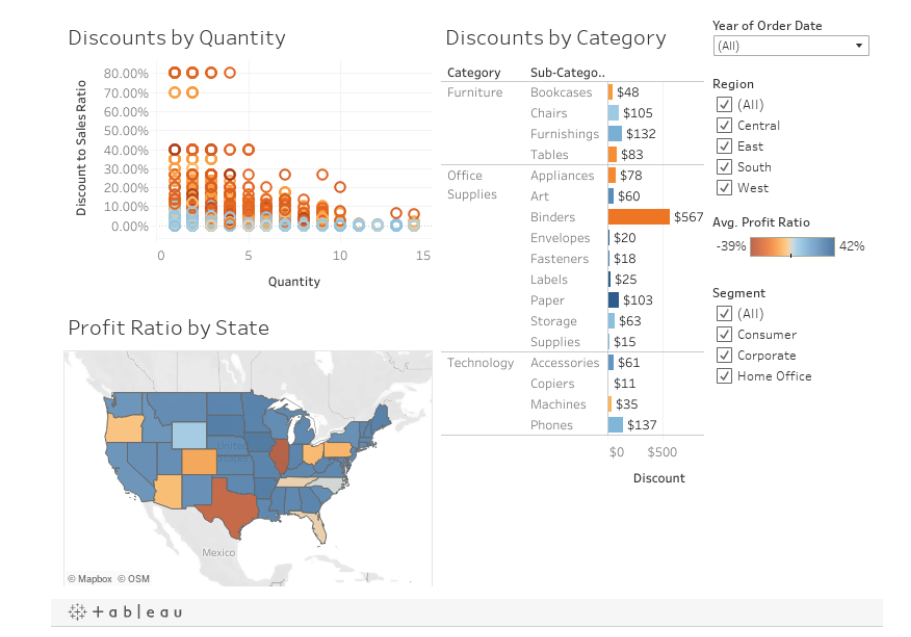 Discounts by Quantity
Discount to Sales Ratio
80.00%
70.00%
60.00%
50.00%
40.00%
30.00%
20.00%
10.00%
0.00%
0 5 10 15
Quantity
Profit Ratio by State
United
States
Mexico
© Mapbox © OSM
Discounts by Category
Category Sub-Catego..
Furniture Bookcases $48
Chairs $105
Furnishings $132
Tables $83
Office Appliances $78
Supplies Art $60
Binders $567
Envelopes $20
Fasteners $18
Labels $25
Paper $103
Storage $63
Supplies $15
Technology Accessories $61
Copiers $11
Machines $35
Phones $137
$0 $500
Discount
Year of Order Date
(All)
Region
(All)
Central
East
South
West
Avg. Profit Ratio
-39% 42%
Segment
(All)
Consumer
Corporate
Home Office
+ a b | e a u